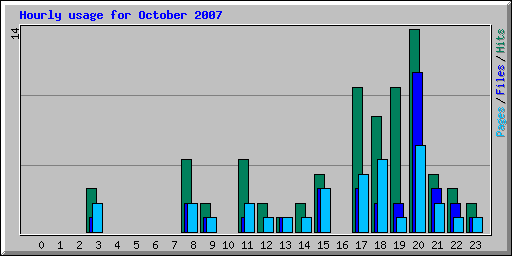 Hourly usage for October 2007
14
Pages / Files / Hits
0 1 2 3 4 5 6 7 8 9 10 11 12 13 14 15 16 17 18 19 20 21 22 23